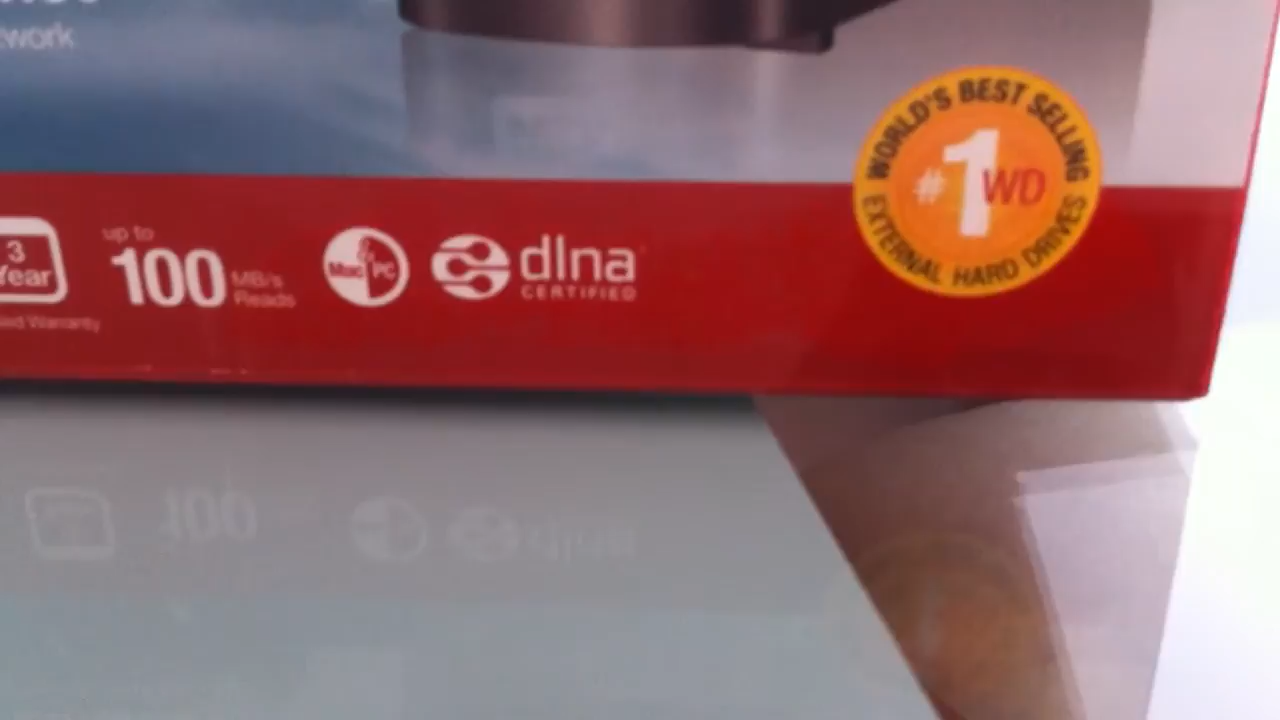 ework
WORLD'S BEST SELLING
#1 WD
EXTERNAL HARD DRIVES
3
Year
up to
100
MB/s
Reads
Mac & PC
dlna
CERTIFIED
Warranty